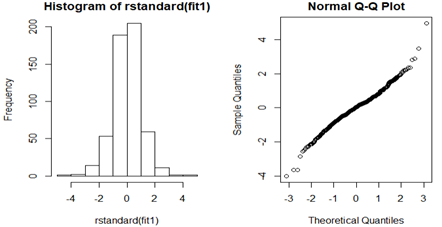 Histogram of rstandard(fit1)
Frequency
0 50 100 200
-4 -2 0 2 4
rstandard(fit1)
Normal Q-Q Plot
Sample Quantiles
-4 -2 0 2 4
-3 -2 -1 0 1 2 3
Theoretical Quantiles